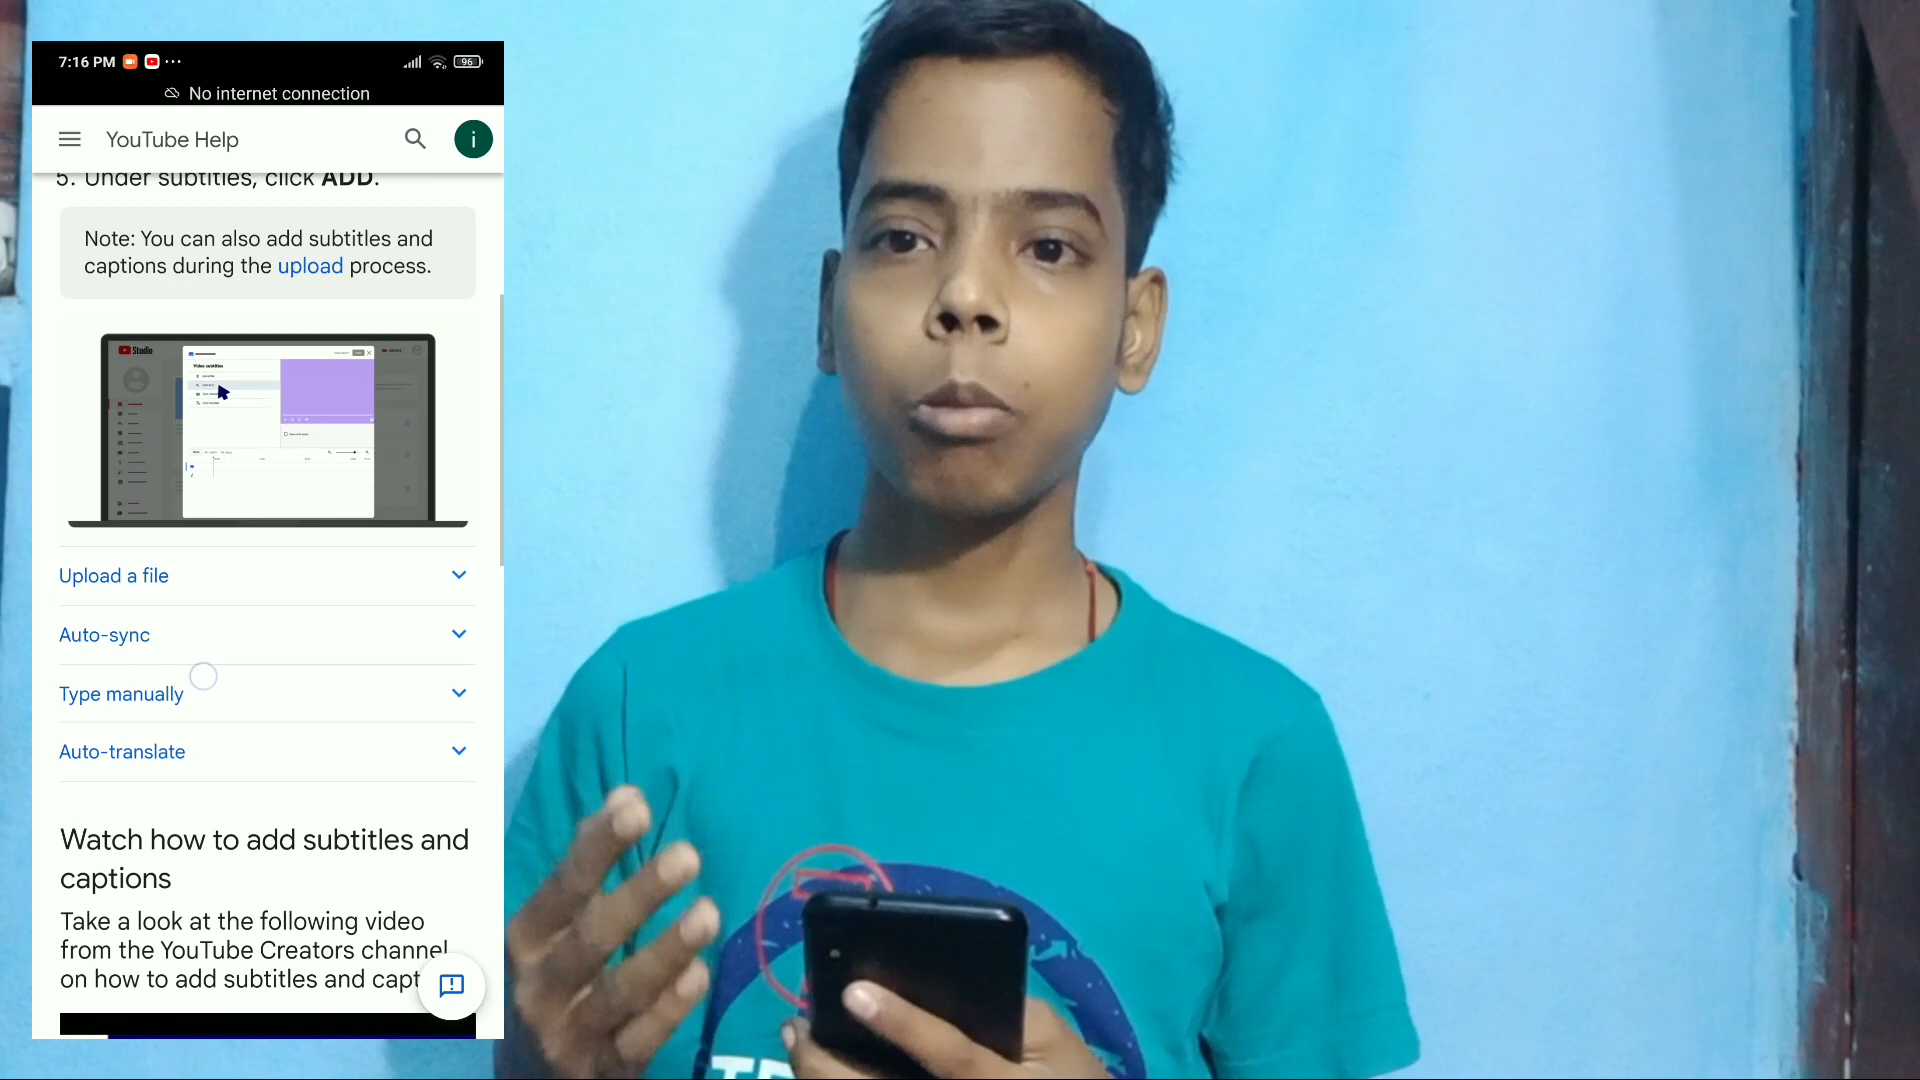 7:16 PM ... 96
No internet connection
YouTube Help i
5. Under subtitles, click ADD.
Note: You can also add subtitles and
captions during the upload process.
Studio
Video subtitles
Upload a file
Auto-sync
Type manually
Auto-translate
Watch how to add subtitles and
captions
Take a look at the following video
from the YouTube Creators channel
on how to add subtitles and capt